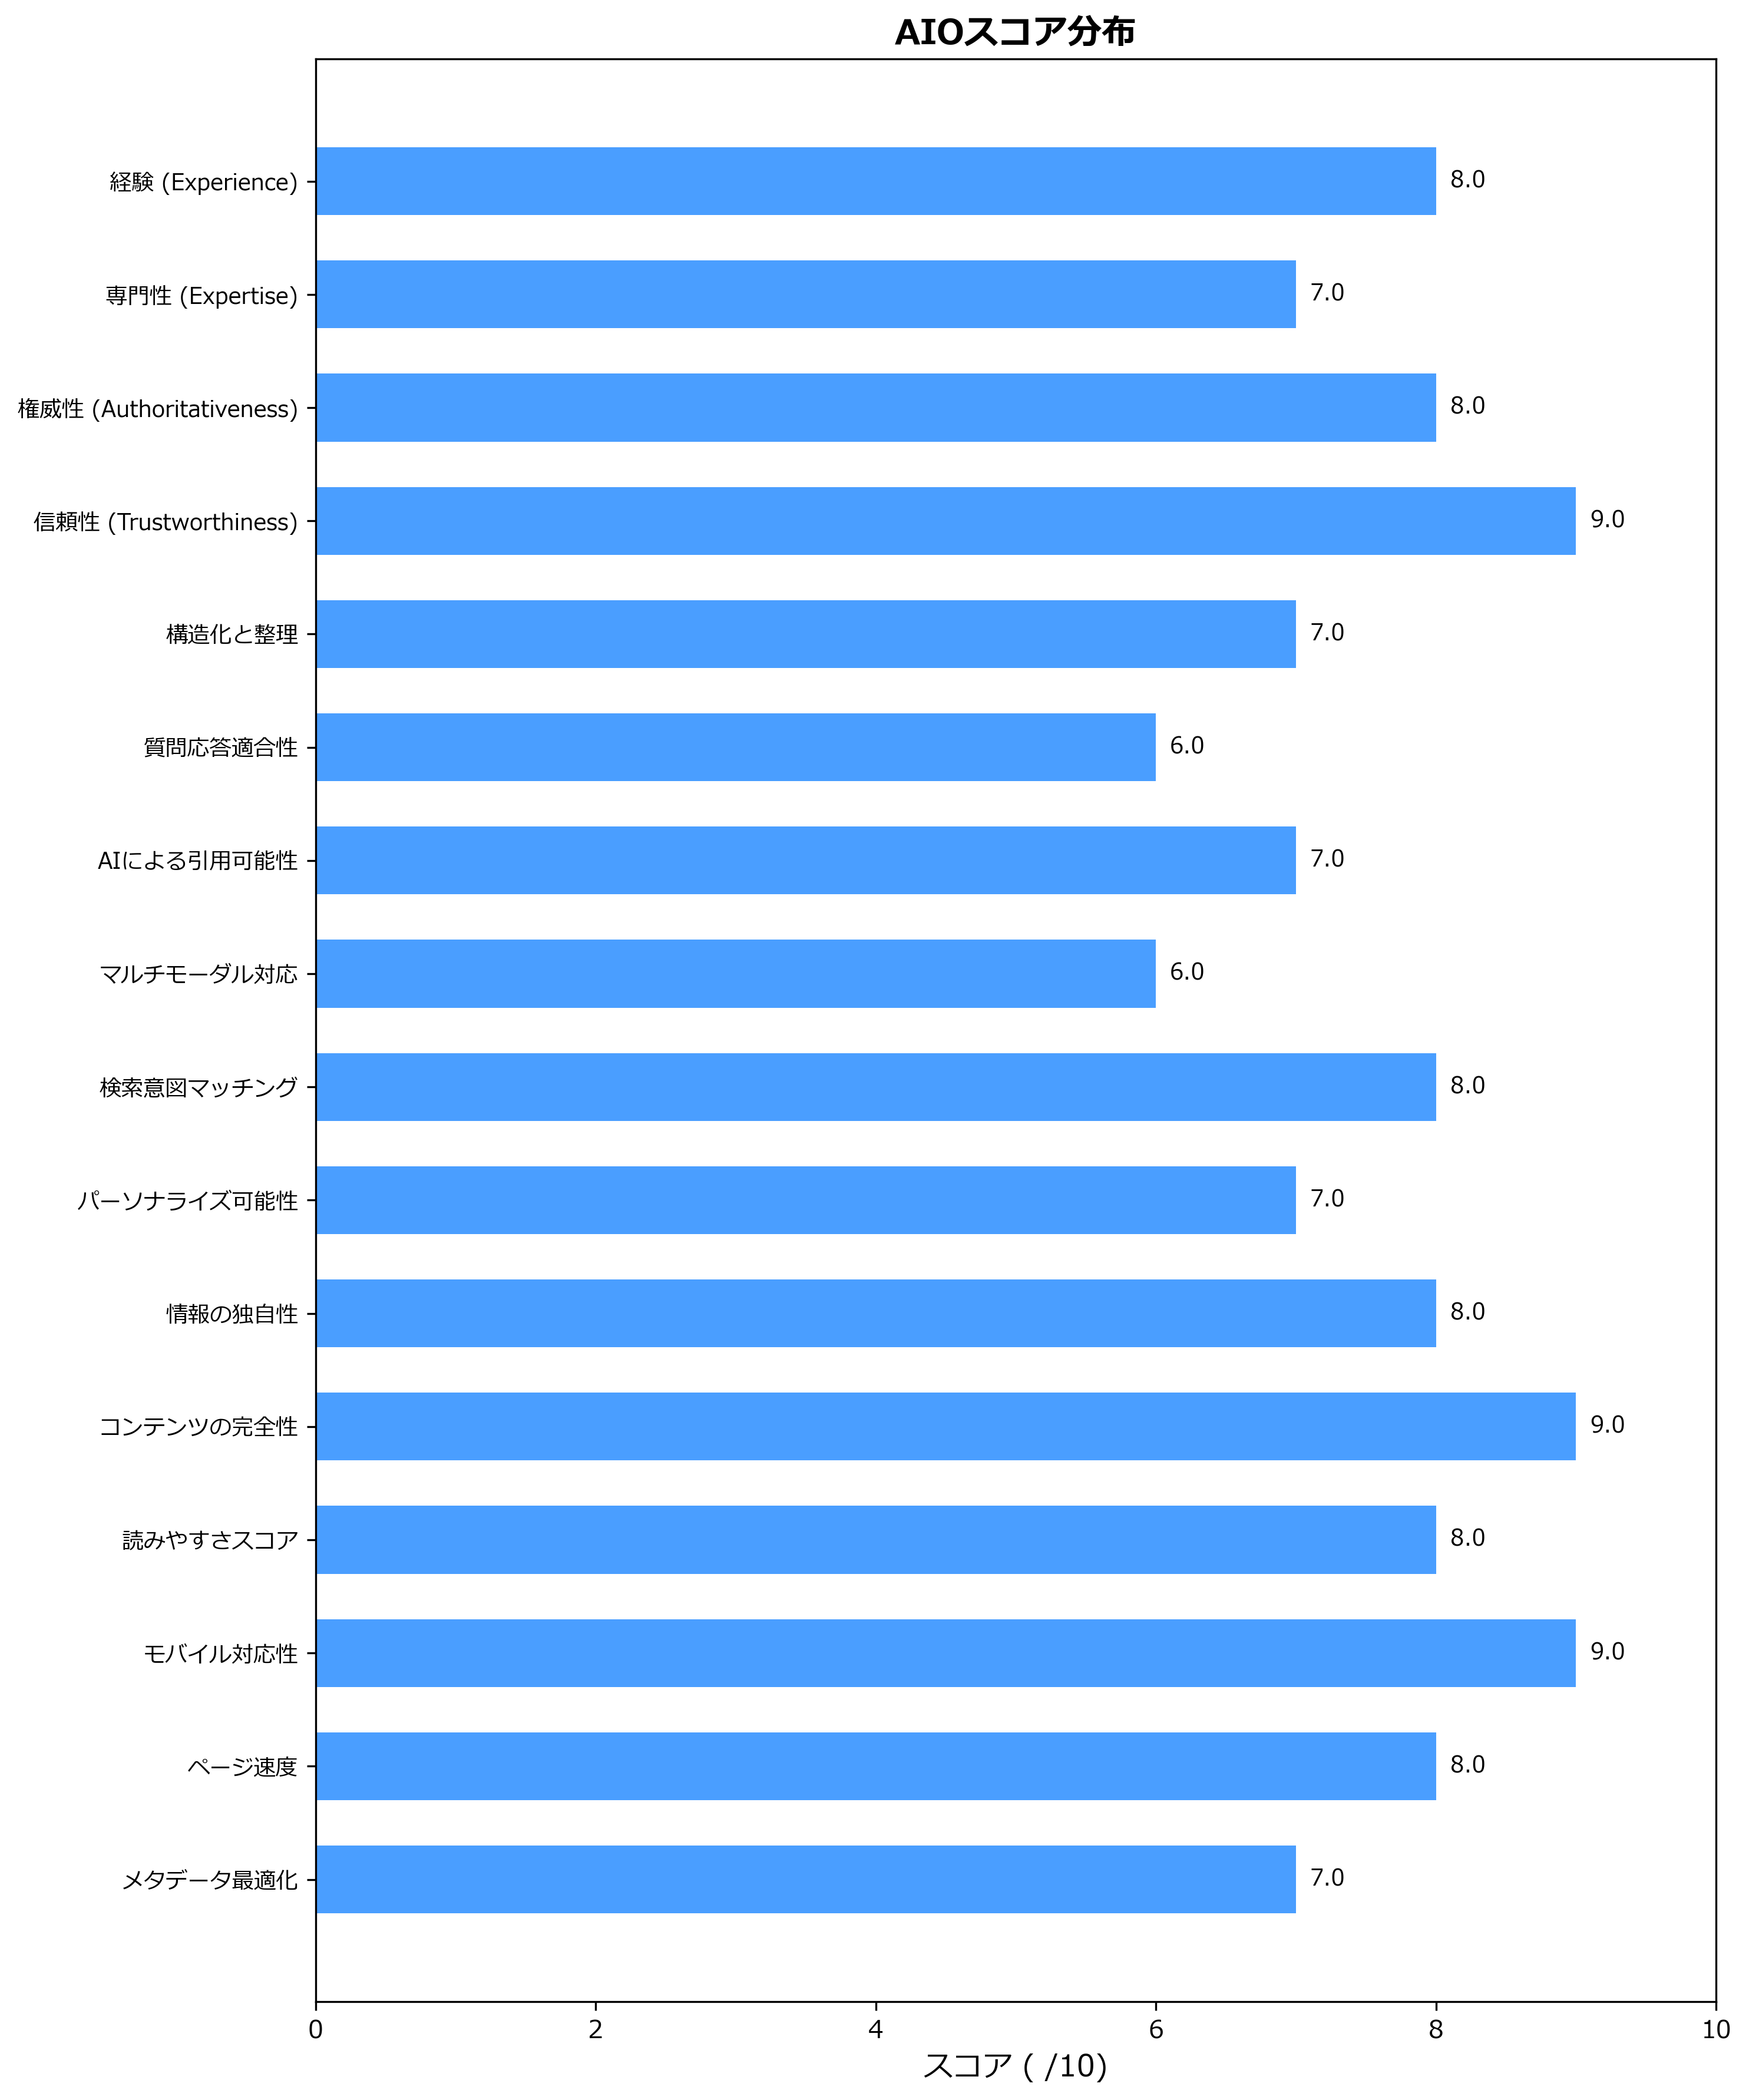 AIOスコア分布
経験 (Experience) 8.0
専門性 (Expertise) 7.0
権威性 (Authoritativeness) 8.0
信頼性 (Trustworthiness) 9.0
構造化と整理 7.0
質問応答適合性 6.0
AIによる引用可能性 7.0
マルチモーダル対応 6.0
検索意図マッチング 8.0
パーソナライズ可能性 7.0
情報の独自性 8.0
コンテンツの完全性 9.0
読みやすさスコア 8.0
モバイル対応性 9.0
ページ速度 8.0
メタデータ最適化 7.0
0 2 4 6 8 10
スコア ( /10)